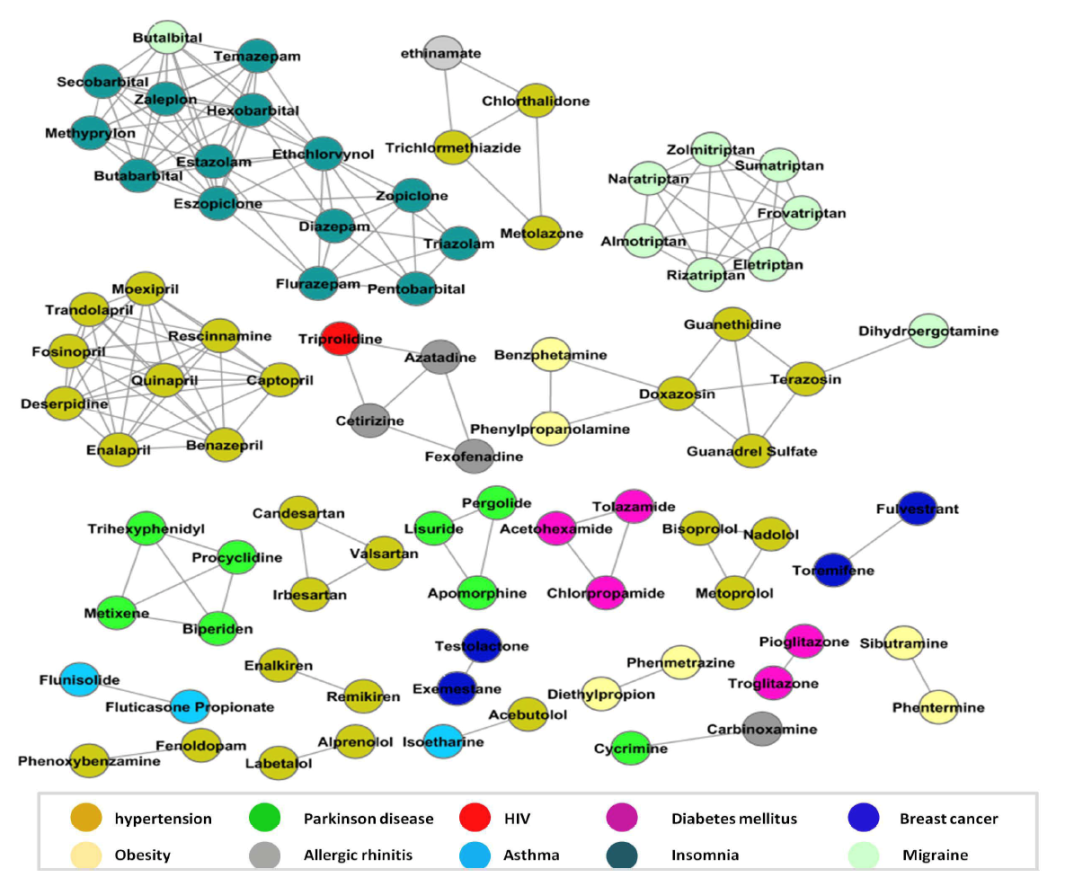 Butalbital
Temazepam
Secobarbital
Zaleplon
Hexobarbital
Methyprylon
Estazolam
Ethchlorvynol
Butabarbital
Eszopiclone
Zopiclone
Diazepam
Triazolam
Flurazepam
Pentobarbital
ethinamate
Chlorthalidone
Trichlormethiazide
Metolazone
Zolmitriptan
Sumatriptan
Naratriptan
Frovatriptan
Almotriptan
Eletriptan
Rizatriptan
Moexipril
Trandolapril
Rescinnamine
Fosinopril
Quinapril
Captopril
Deserpidine
Enalapril
Benazepril
Triprolidine
Azatadine
Cetirizine
Fexofenadine
Benzphetamine
Phenylpropanolamine
Guanethidine
Doxazosin
Terazosin
Guanadrel Sulfate
Dihydroergotamine
Trihexyphenidyl
Procyclidine
Metixene
Biperiden
Candesartan
Valsartan
Irbesartan
Pergolide
Lisuride
Apomorphine
Tolazamide
Acetohexamide
Chlorpropamide
Bisoprolol
Nadolol
Metoprolol
Fulvestrant
Toremifene
Flunisolide
Fluticasone Propionate
Enalkiren
Remikiren
Testolactone
Exemestane
Phenmetrazine
Diethylpropion
Pioglitazone
Troglitazone
Sibutramine
Phentermine
Phenoxybenzamine
Fenoldopam
Labetalol
Alprenolol
Isoetharine
Acebutolol
Cycrimine
Carbinoxamine
hypertension
Parkinson disease
HIV
Diabetes mellitus
Breast cancer
Obesity
Allergic rhinitis
Asthma
Insomnia
Migraine